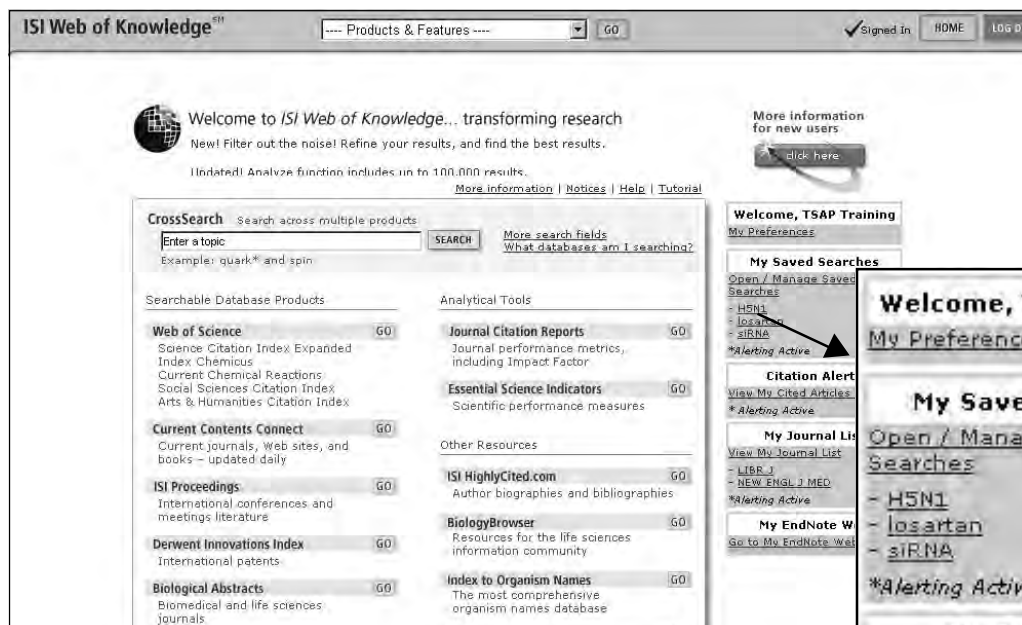 ISI Web of Knowledge℠
---- Products & Features ----
GO
Signed In
HOME
Welcome to ISI Web of Knowledge... transforming research
New! Filter out the noise! Refine your results, and find the best results.
Updated! Analyze function includes up to 100,000 results.
More information | Notices | Help | Tutorial
More information
for new users
click here
CrossSearch Search across multiple products
Enter a topic
SEARCH
More search fields
What databases am I searching?
Example: quark* and spin
Searchable Database Products
Web of Science GO
Science Citation Index Expanded
Index Chemicus
Current Chemical Reactions
Social Sciences Citation Index
Arts & Humanities Citation Index
Current Contents Connect GO
Current journals, Web sites, and
books – updated daily
ISI Proceedings GO
International conferences and
meetings literature
Derwent Innovations Index GO
International patents
Biological Abstracts GO
Biomedical and life sciences
journals
Analytical Tools
Journal Citation Reports GO
Journal performance metrics,
including Impact Factor
Essential Science Indicators GO
Scientific performance measures
Other Resources
ISI HighlyCited.com GO
Author biographies and bibliographies
BiologyBrowser GO
Resources for the life sciences
information community
Index to Organism Names GO
The most comprehensive
organism names database
Welcome, TSAP Training
My Preferences
My Saved Searches
Open / Manage Saved
Searches
- H5N1
- losartan
- siRNA
*Alerting Active
Citation Alert
View My Cited Articles
* Alerting Active
My Journal Lis
View My Journal List
- LIBR J
- NEW ENGL J MED
*Alerting Active
My EndNote W
Go to My EndNote Web
Welcome,
My Preferenc
My Save
Open / Mana
Searches
- H5N1
- losartan
- siRNA
*Alerting Activ